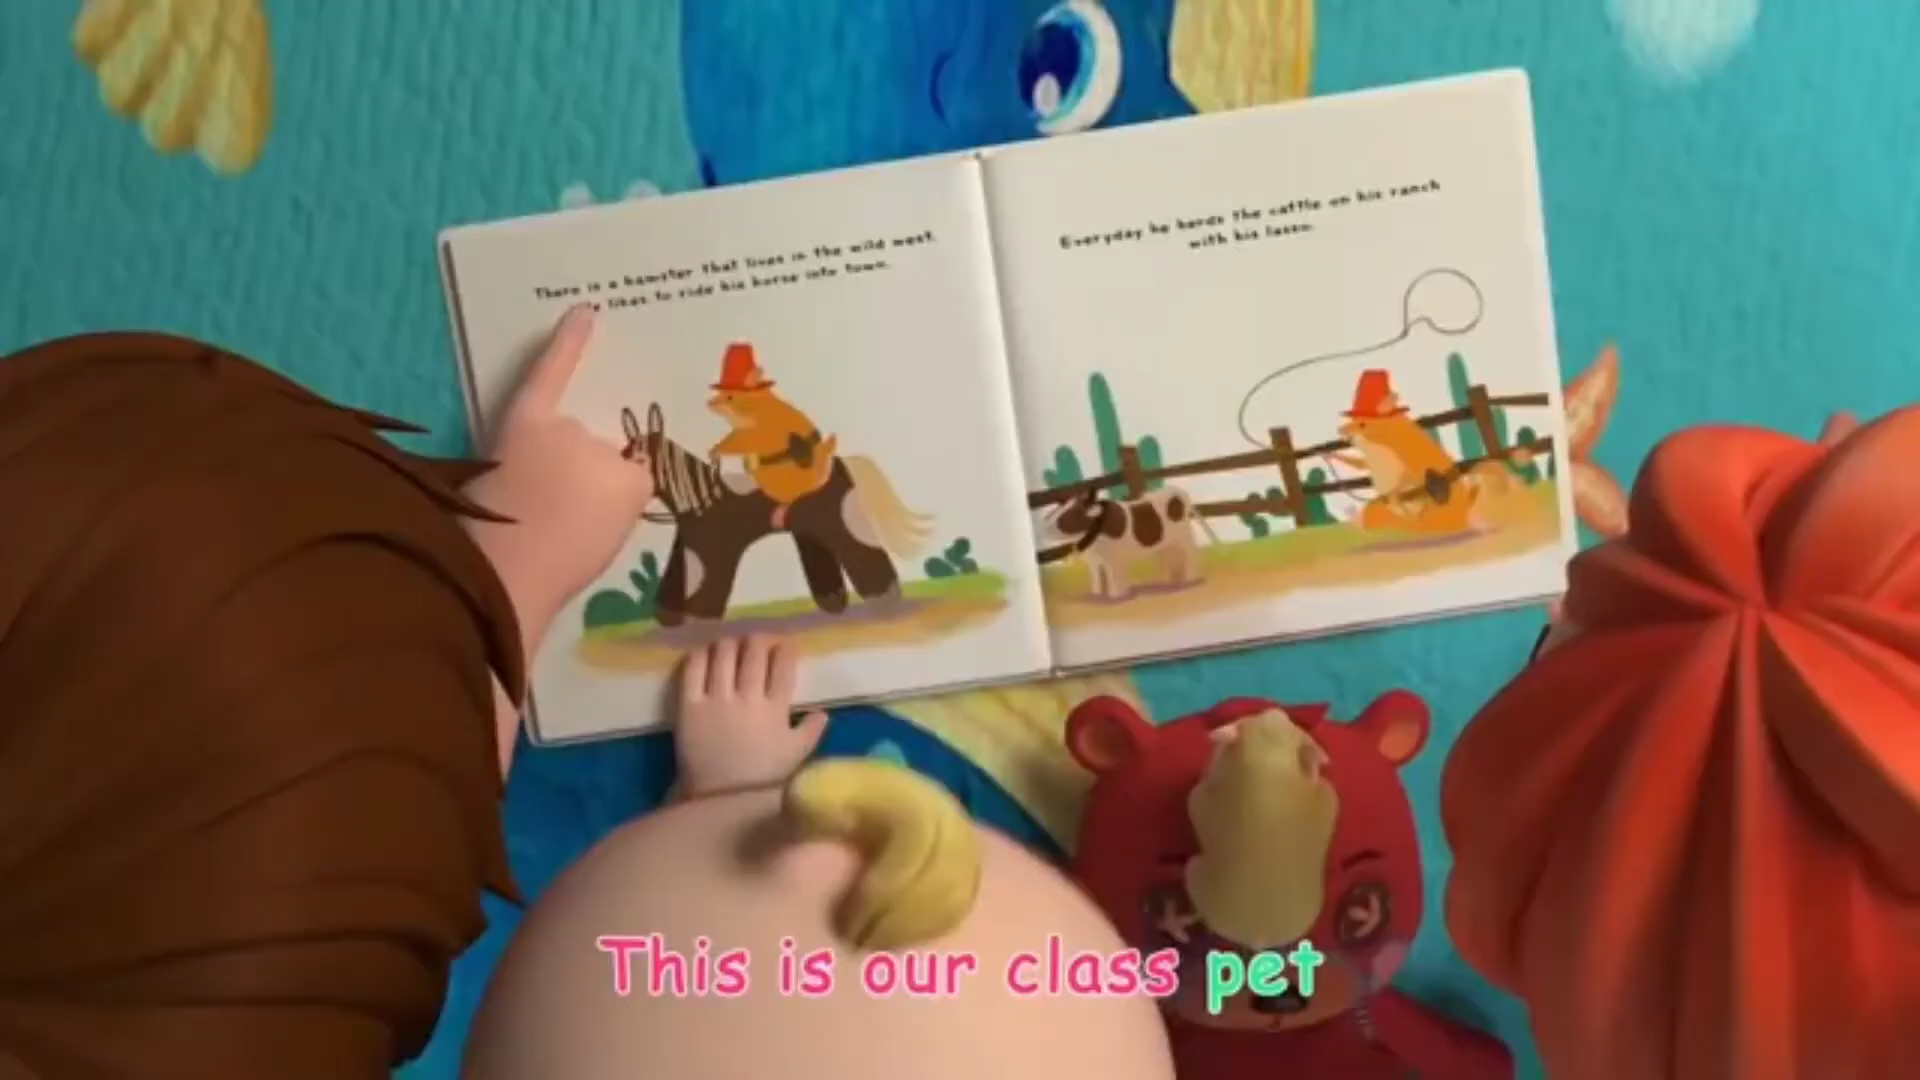 There is a hamster that lives in the wild west.
likes to ride his horse into town.
Everyday he herds the cattle on his ranch
with his lasso.
This is our class pet